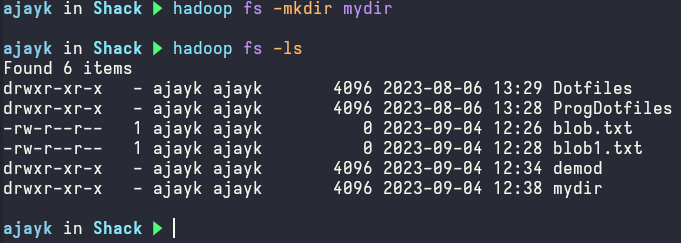 ajayk in Shack ▶ hadoop fs -mkdir mydir
ajayk in Shack ▶ hadoop fs -ls
Found 6 items
drwxr-xr-x   - ajayk ajayk       4096 2023-08-06 13:29 Dotfiles
drwxr-xr-x   - ajayk ajayk       4096 2023-08-06 13:28 ProgDotfiles
-rw-r--r--   1 ajayk ajayk          0 2023-09-04 12:26 blob.txt
-rw-r--r--   1 ajayk ajayk          0 2023-09-04 12:28 blob1.txt
drwxr-xr-x   - ajayk ajayk       4096 2023-09-04 12:34 demod
drwxr-xr-x   - ajayk ajayk       4096 2023-09-04 12:38 mydir
ajayk in Shack ▶